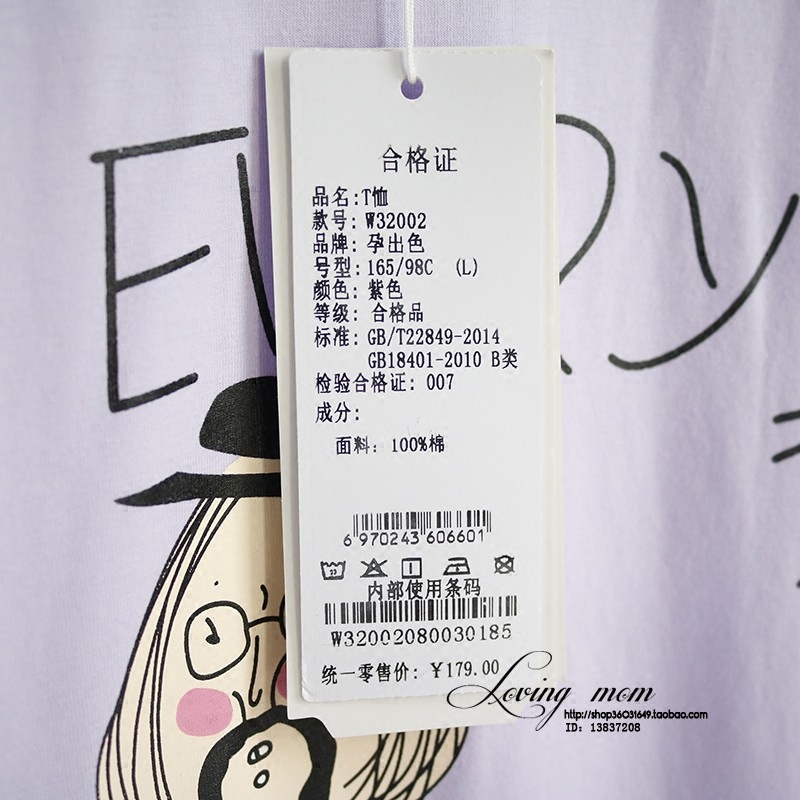 EVERY
合格证
品名:T恤
款号: W32002
品牌: 孕出色
号型: 165/98C (L)
颜色: 紫色
等级: 合格品
标准: GB/T22849-2014
GB18401-2010 B类
检验合格证: 007
成分:
面料: 100%棉
6 970243 606601
内部使用条码
W32002080030185
统一零售价: ¥179.00
Loving mom
http://shop36031649.taobao.com
ID: 13837208